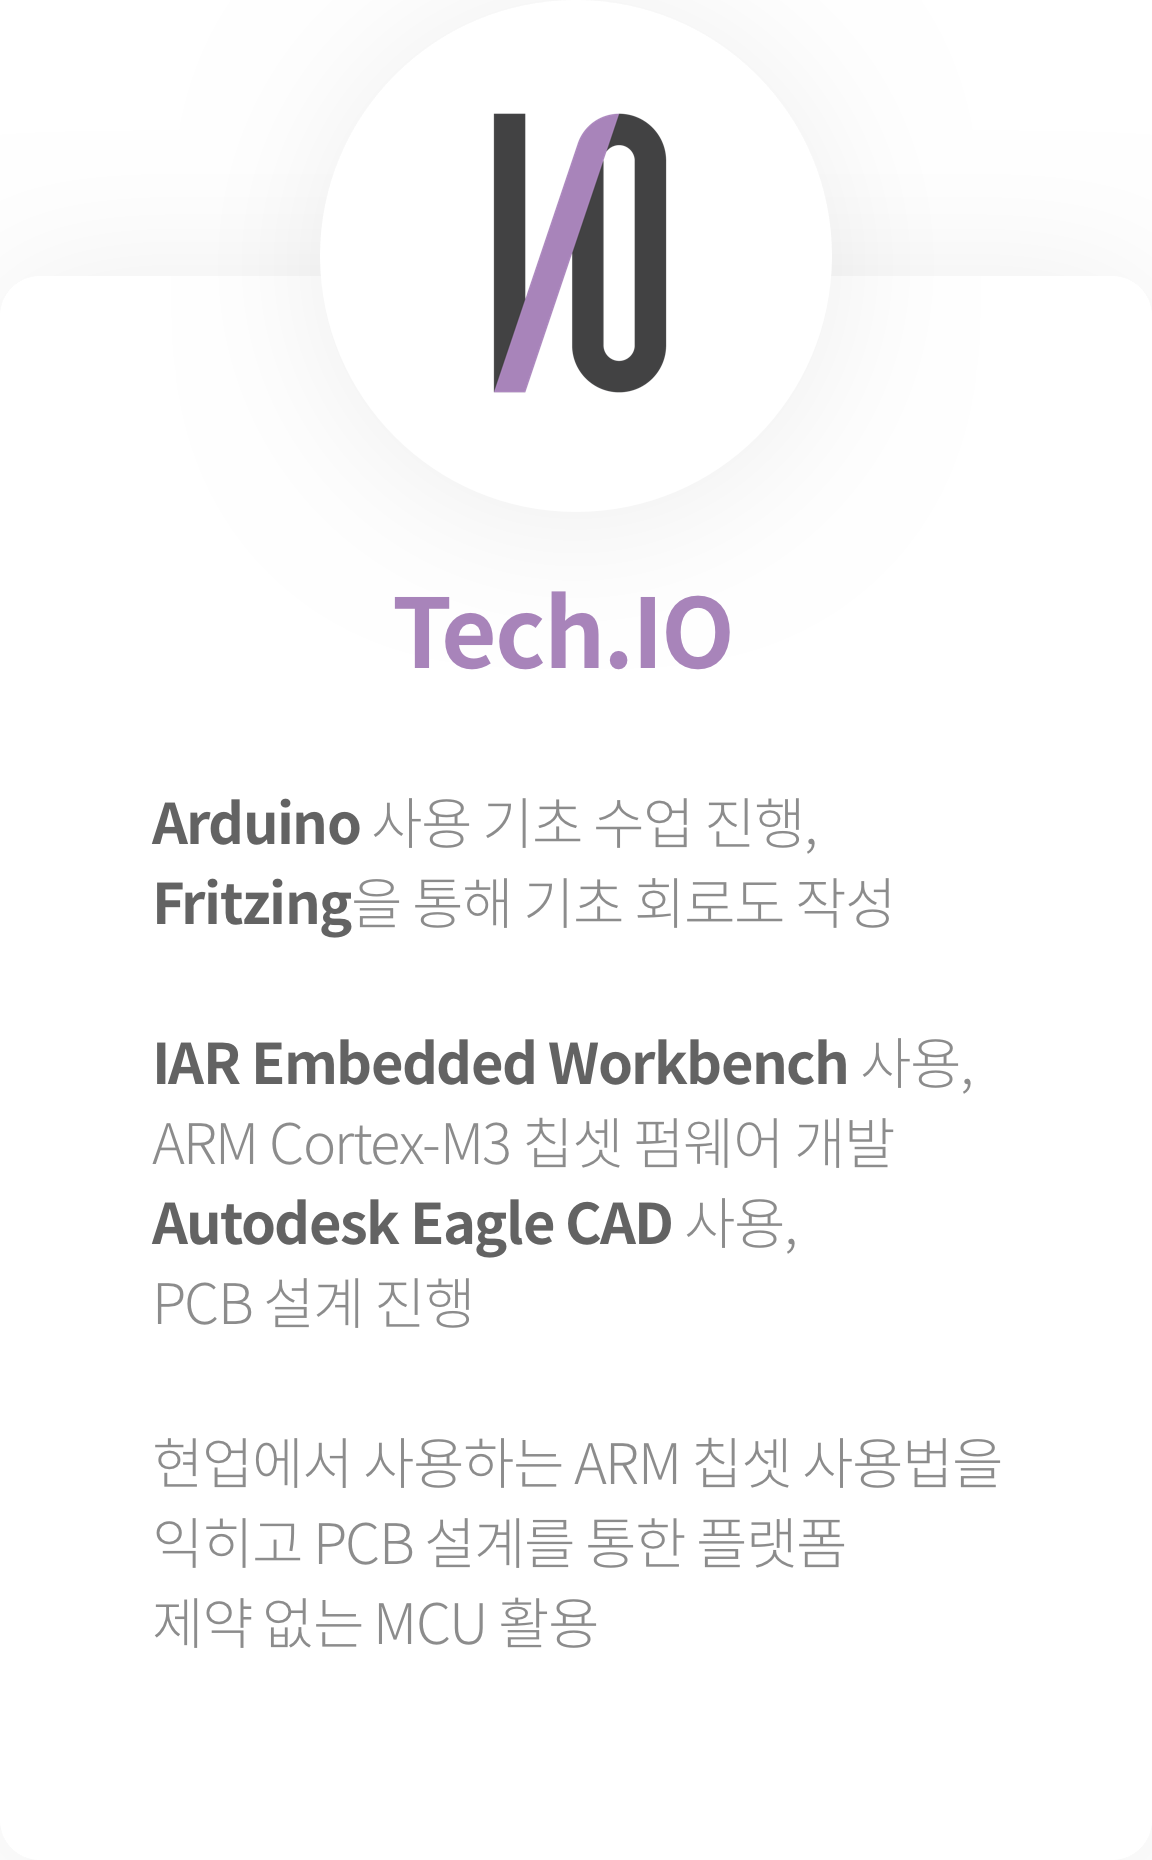 IO
Tech.IO
Arduino 사용 기초 수업 진행,
Fritzing을 통해 기초 회로도 작성
IAR Embedded Workbench 사용,
ARM Cortex-M3 칩셋 펌웨어 개발
Autodesk Eagle CAD 사용,
PCB 설계 진행
현업에서 사용하는 ARM 칩셋 사용법을
익히고 PCB 설계를 통한 플랫폼
제약 없는 MCU 활용